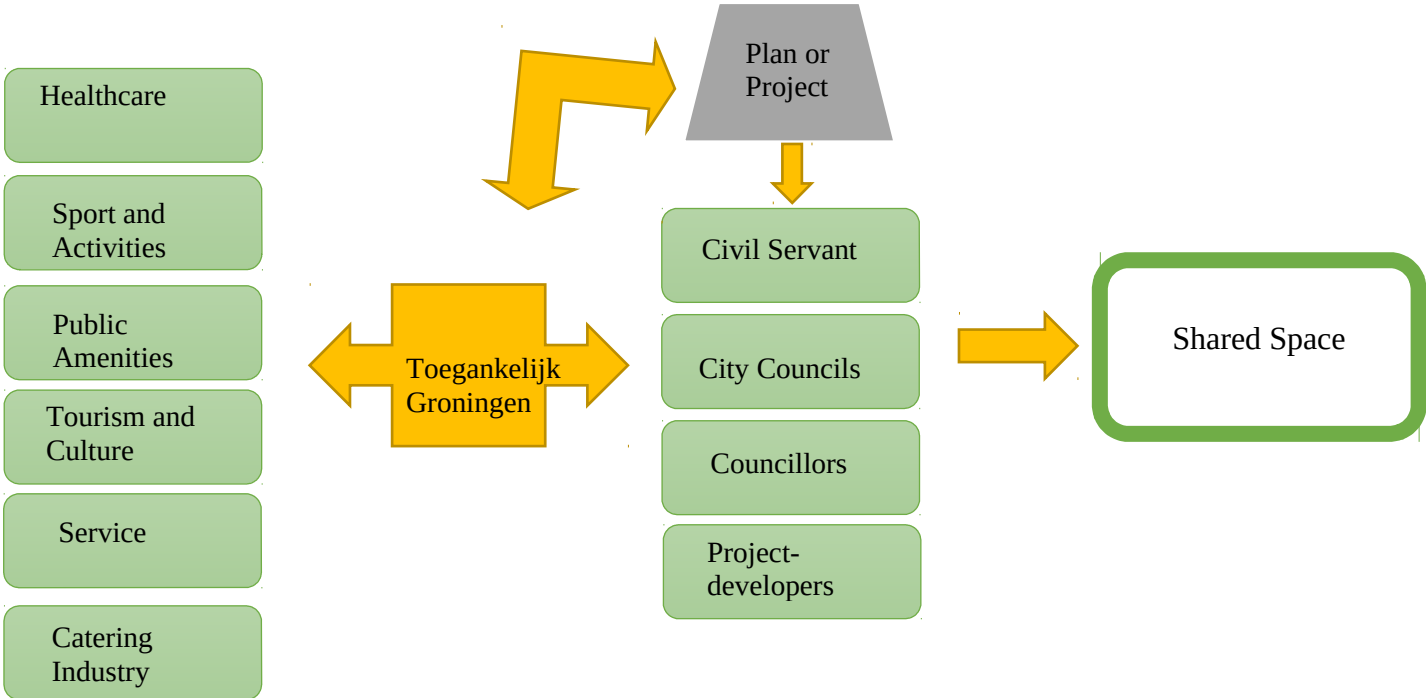 Healthcare
Sport and
Activities
Public
Amenities
Tourism and
Culture
Service
Catering
Industry
Toegankelijk
Groningen
Plan or
Project
Civil Servant
City Councils
Councillors
Project-
developers
Shared Space